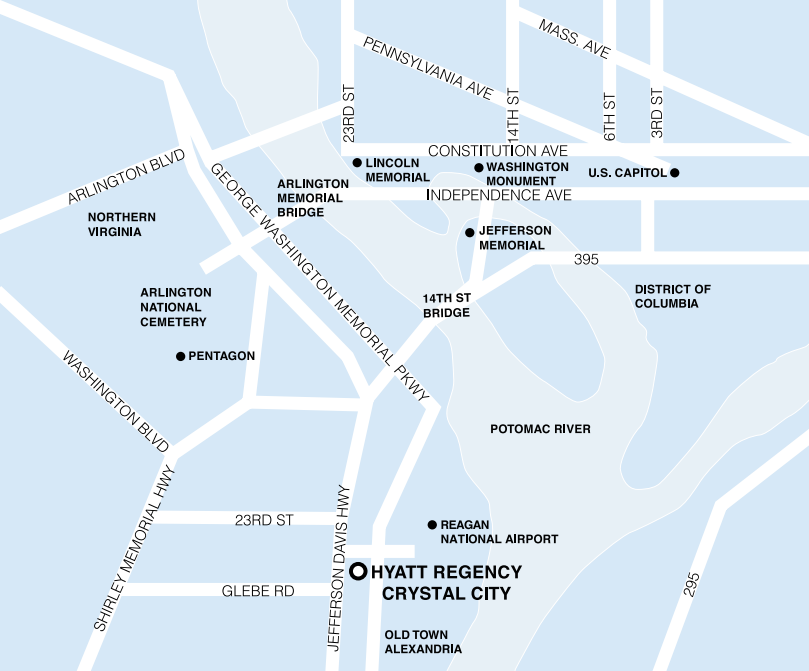 MASS. AVE
PENNSYLVANIA AVE
23RD ST
14TH ST
6TH ST
3RD ST
CONSTITUTION AVE
LINCOLN
MEMORIAL
WASHINGTON
MONUMENT
U.S. CAPITOL
ARLINGTON BLVD
ARLINGTON
MEMORIAL
BRIDGE
INDEPENDENCE AVE
NORTHERN
VIRGINIA
GEORGE WASHINGTON MEMORIAL PKWY
JEFFERSON
MEMORIAL
395
ARLINGTON
NATIONAL
CEMETERY
14TH ST
BRIDGE
DISTRICT OF
COLUMBIA
PENTAGON
WASHINGTON BLVD
POTOMAC RIVER
SHIRLEY MEMORIAL HWY
23RD ST
JEFFERSON DAVIS HWY
REAGAN
NATIONAL AIRPORT
HYATT REGENCY
CRYSTAL CITY
GLEBE RD
295
OLD TOWN
ALEXANDRIA